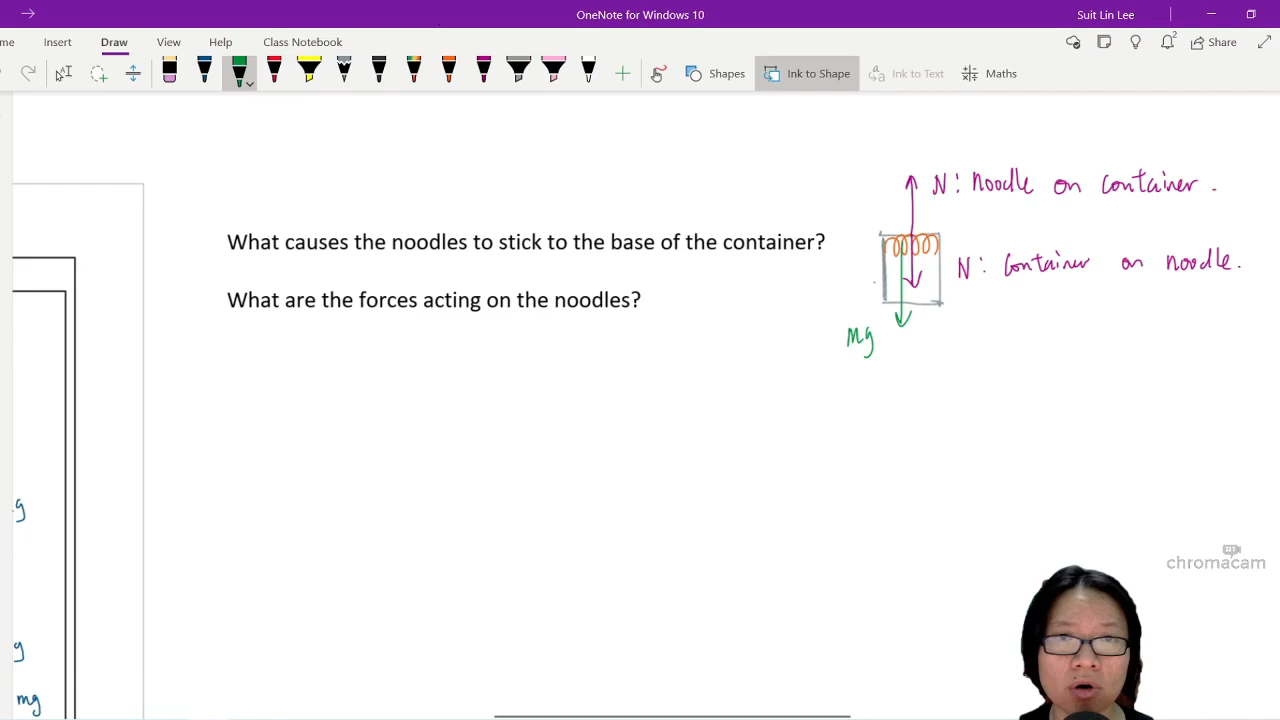 OneNote for Windows 10
Suit Lin Lee
me Insert Draw View Help Class Notebook
Share
Shapes
Ink to Shape
Ink to Text
Maths
N: Noodle on container.
What causes the noodles to stick to the base of the container?
N: Container on noodle.
What are the forces acting on the noodles?
mg
g
chromacam
g
mg